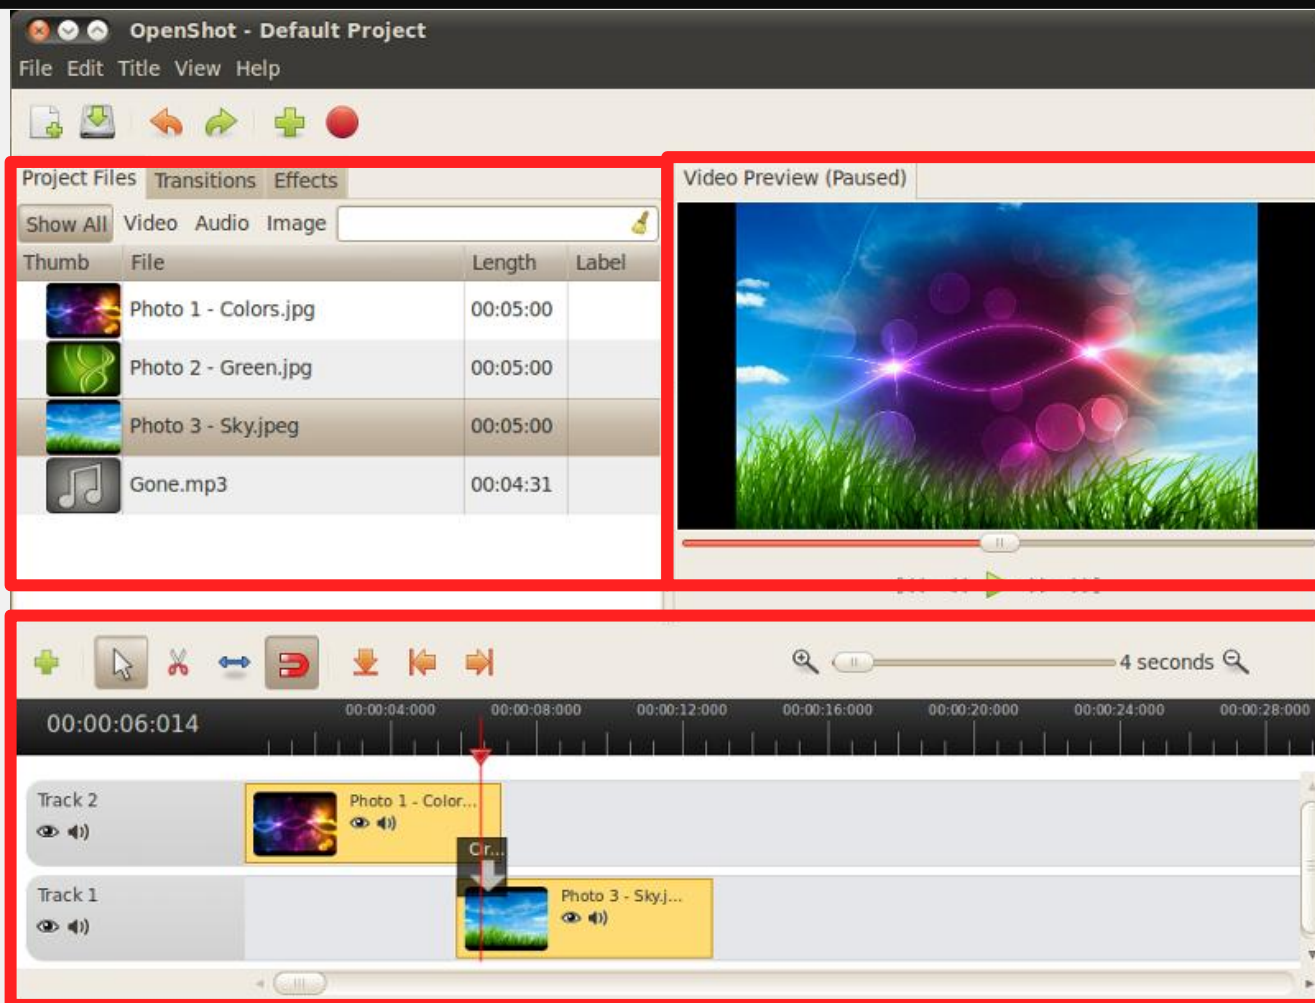 OpenShot - Default Project
File Edit Title View Help
Project Files Transitions Effects
Show All Video Audio Image
Thumb File Length Label
Photo 1 - Colors.jpg 00:05:00
Photo 2 - Green.jpg 00:05:00
Photo 3 - Sky.jpeg 00:05:00
Gone.mp3 00:04:31
Video Preview (Paused)
4 seconds
00:00:06:014
00:00:04:000 00:00:08:000 00:00:12:000 00:00:16:000 00:00:20:000 00:00:24:000 00:00:28:000
Track 2
Photo 1 - Color...
Cir...
Track 1
Photo 3 - Sky.j...